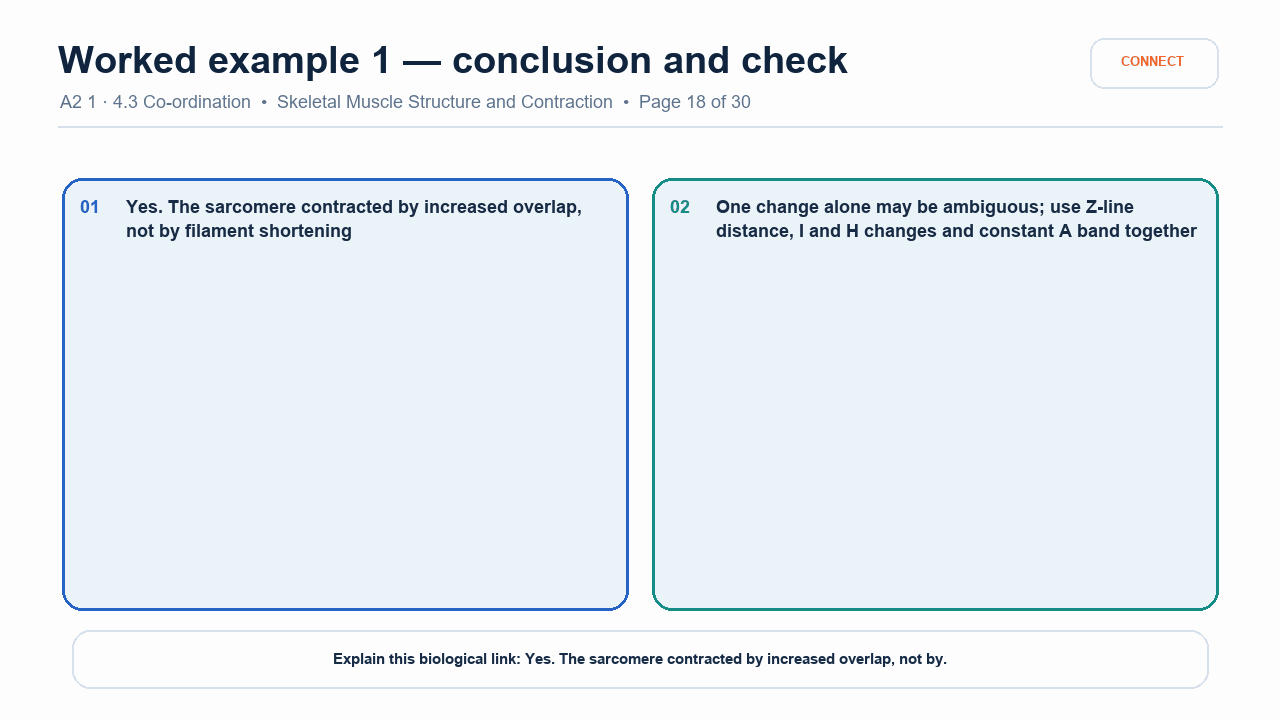 Worked example 1 — conclusion and check
CONNECT
A2 1 · 4.3 Co-ordination • Skeletal Muscle Structure and Contraction • Page 18 of 30
01 Yes. The sarcomere contracted by increased overlap,
not by filament shortening
02 One change alone may be ambiguous; use Z-line
distance, I and H changes and constant A band together
Explain this biological link: Yes. The sarcomere contracted by increased overlap, not by.